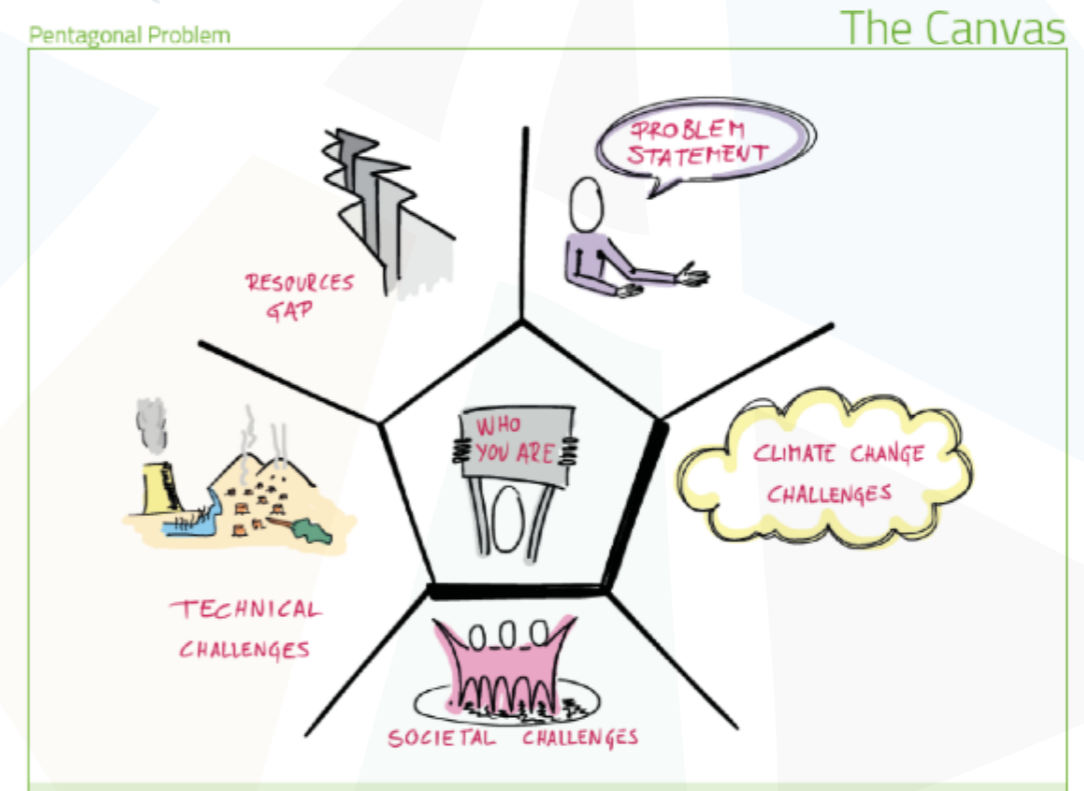 Pentagonal Problem
The Canvas
PROBLEM
STATEMENT
RESOURCES
GAP
WHO
YOU ARE
CLIMATE CHANGE
CHALLENGES
TECHNICAL
CHALLENGES
SOCIETAL CHALLENGES